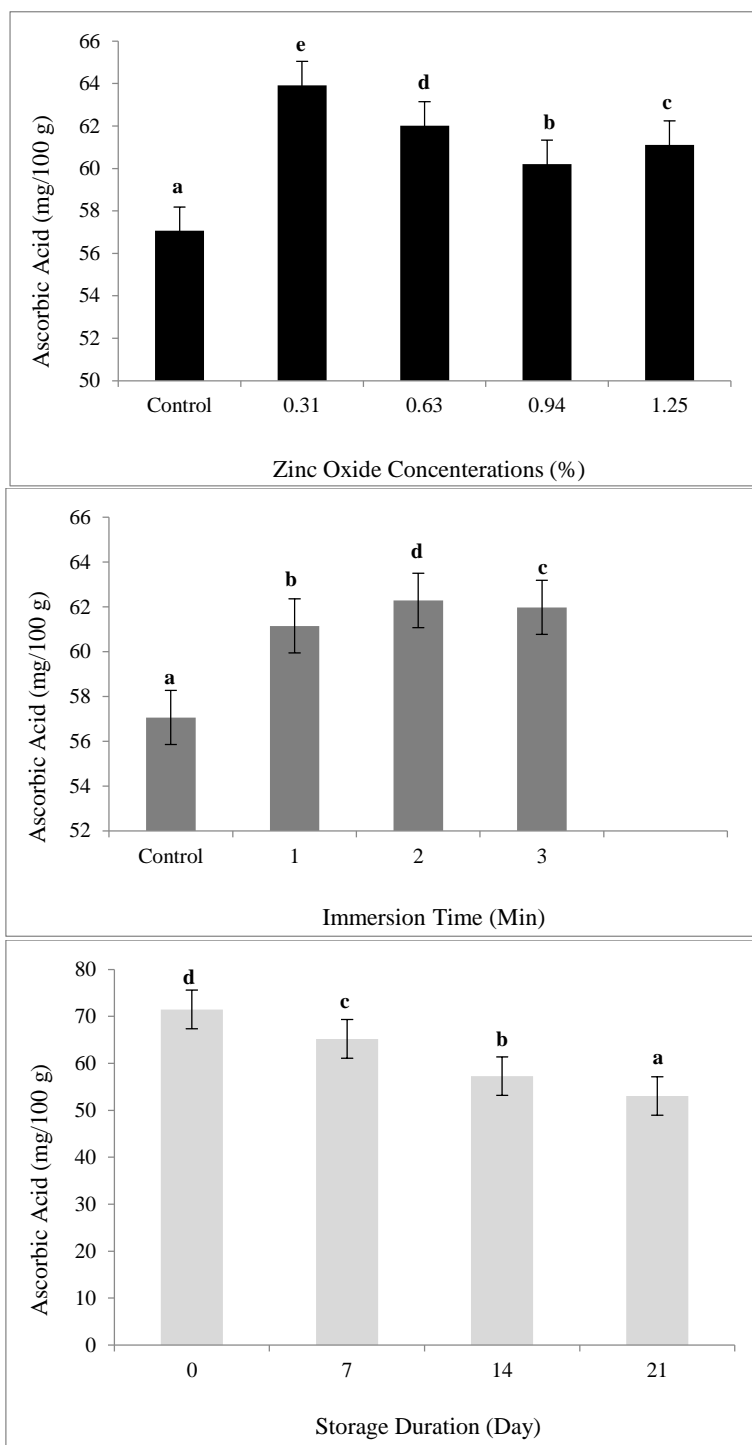 66
64
62
60
58
56
54
52
50
Ascorbic Acid (mg/100 g)
a
e
d
b
c
Control 0.31 0.63 0.94 1.25
Zinc Oxide Concenterations (%)
66
64
62
60
58
56
54
52
Ascorbic Acid (mg/100 g)
a
b
d
c
Control 1 2 3
Immersion Time (Min)
80
70
60
50
40
30
20
10
0
Ascorbic Acid (mg/100 g)
d
c
b
a
0 7 14 21
Storage Duration (Day)